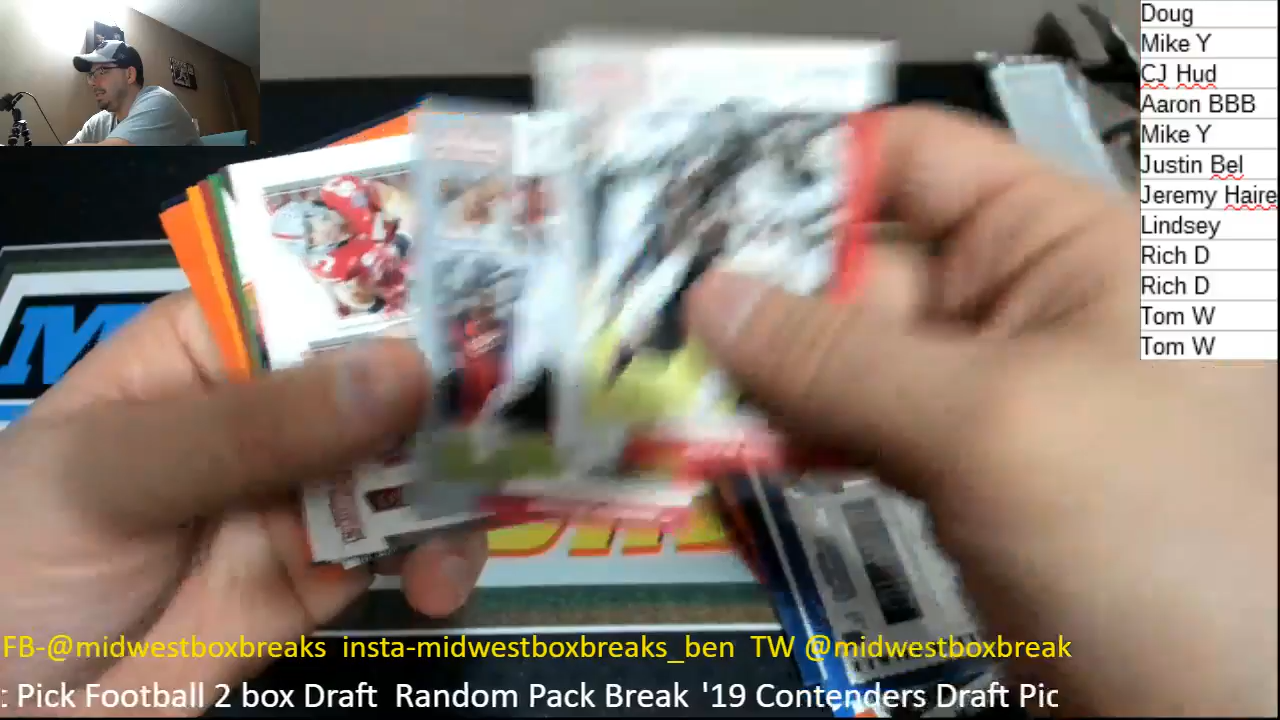 Doug
Mike Y
CJ Hud
Aaron BBB
Mike Y
Justin Bel
Jeremy Haire
Lindsey
Rich D
Rich D
Tom W
Tom W
FB-@midwestboxbreaks insta-midwestboxbreaks_ben TW @midwestboxbreak
: Pick Football 2 box Draft Random Pack Break '19 Contenders Draft Pic